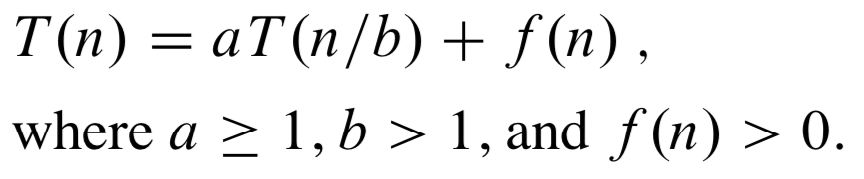 T(n) = aT(n/b) + f(n) ,
where a ≥ 1, b > 1, and f(n) > 0.